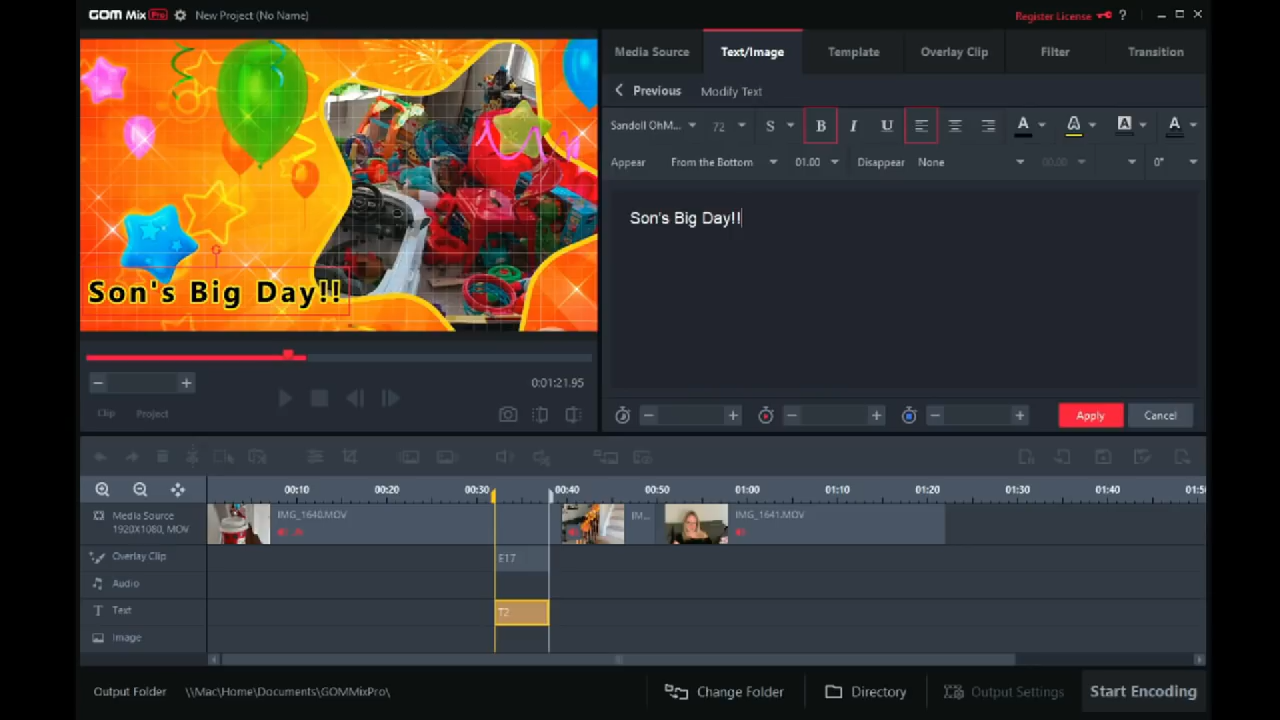 GOM Mix Pro New Project (No Name) Register License ?
Media Source Text/Image Template Overlay Clip Filter Transition
Previous Modify Text
Sandoll OhM... 72 S B I U A A A A
Appear From the Bottom 01.00 Disappear None 00.00 0°
Son's Big Day!!
Son's Big Day!!
0:01:21.95
Clip Project
Apply Cancel
00:10 00:20 00:30 00:40 00:50 01:00 01:10 01:20 01:30 01:40 01:50
Media Source IMG_1640.MOV IM... IMG_1641.MOV
1920X1080, MOV
Overlay Clip E17
Audio
Text T2
Image
Output Folder \\Mac\Home\Documents\GOMMixPro\ Change Folder Directory Output Settings Start Encoding